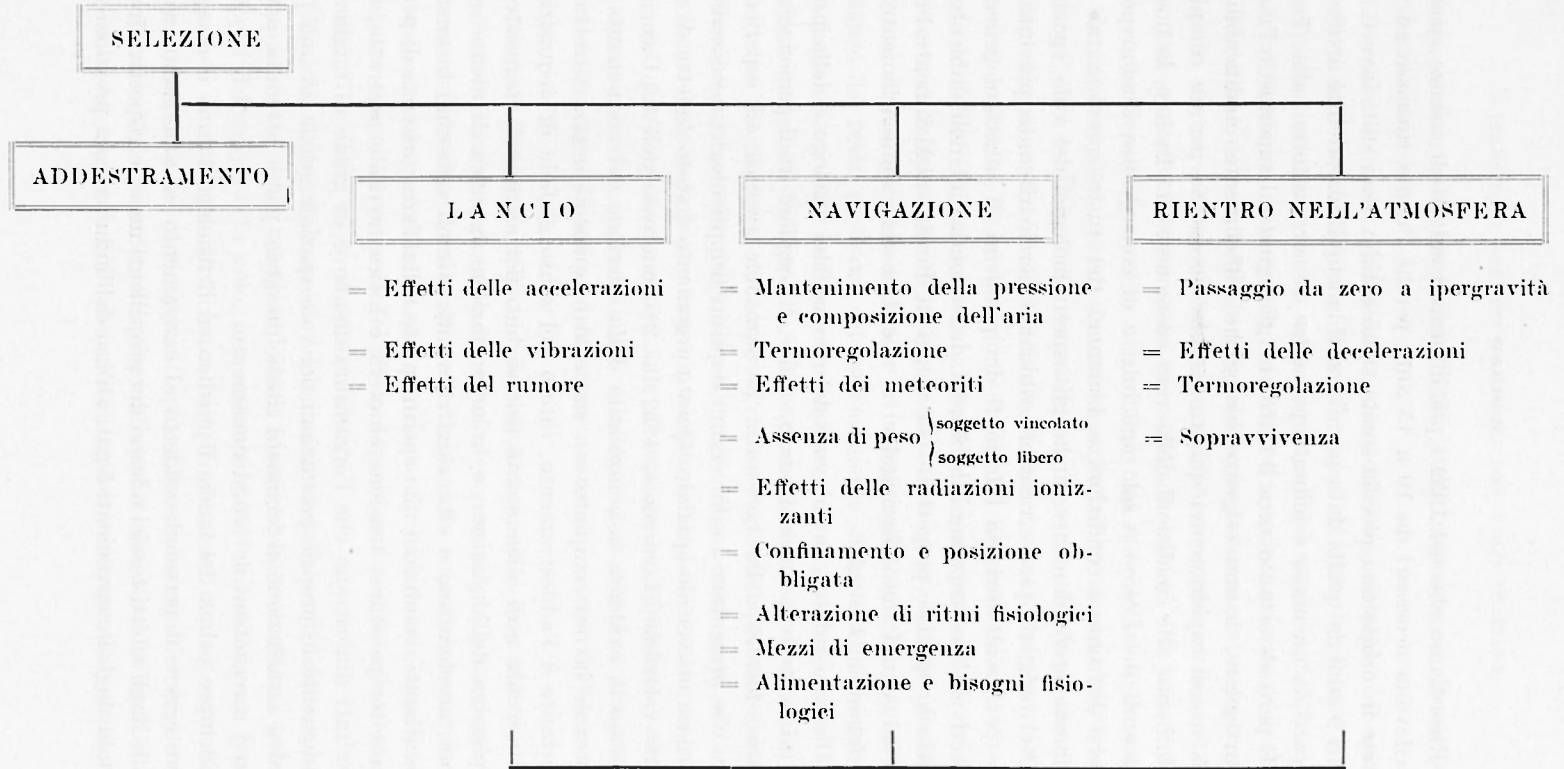 SELEZIONE
ADDESTRAMENTO
LANCIO
= Effetti delle accelerazioni
= Effetti delle vibrazioni
= Effetti del rumore
NAVIGAZIONE
= Mantenimento della pressione
e composizione dell'aria
= Termoregolazione
= Effetti dei meteoriti
= Assenza di peso
soggetto vincolato
soggetto libero
= Effetti delle radiazioni ioniz-
zanti
= Confinamento e posizione ob-
bligata
= Alterazione di ritmi fisiologici
= Mezzi di emergenza
= Alimentazione e bisogni fisio-
logici
RIENTRO NELL'ATMOSFERA
= Passaggio da zero a ipergravità
= Effetti delle decelerazioni
= Termoregolazione
= Sopravvivenza